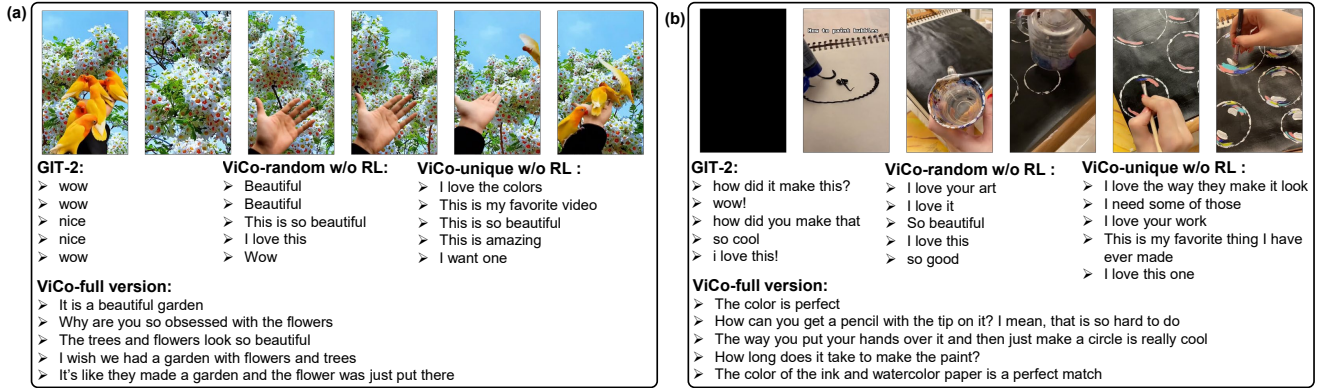 (a)
GIT-2:
➤ wow
➤ wow
➤ nice
➤ nice
➤ wow
ViCo-random w/o RL:
➤ Beautiful
➤ Beautiful
➤ This is so beautiful
➤ I love this
➤ Wow
ViCo-unique w/o RL :
➤ I love the colors
➤ This is my favorite video
➤ This is so beautiful
➤ This is amazing
➤ I want one
ViCo-full version:
➤ It is a beautiful garden
➤ Why are you so obsessed with the flowers
➤ The trees and flowers look so beautiful
➤ I wish we had a garden with flowers and trees
➤ It's like they made a garden and the flower was just put there
(b)
How to paint bubbles
GIT-2:
➤ how did it make this?
➤ wow!
➤ how did you make that
➤ so cool
➤ i love this!
ViCo-random w/o RL :
➤ I love your art
➤ I love it
➤ So beautiful
➤ I love this
➤ so good
ViCo-unique w/o RL :
➤ I love the way they make it look
➤ I need some of those
➤ I love your work
➤ This is my favorite thing I have
ever made
➤ I love this one
ViCo-full version:
➤ The color is perfect
➤ How can you get a pencil with the tip on it? I mean, that is so hard to do
➤ The way you put your hands over it and then just make a circle is really cool
➤ How long does it take to make the paint?
➤ The color of the ink and watercolor paper is a perfect match